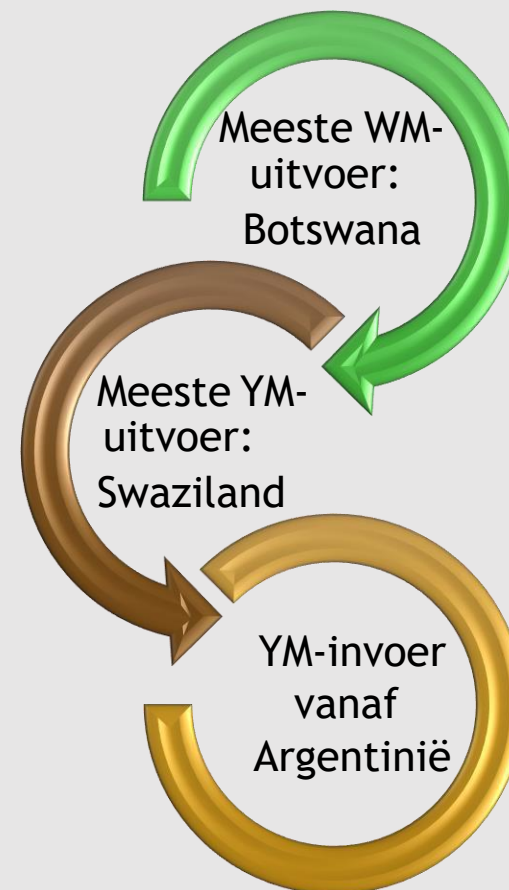 Meeste WM-
uitvoer:
Botswana
Meeste YM-
uitvoer:
Swaziland
YM-invoer
vanaf
Argentinië